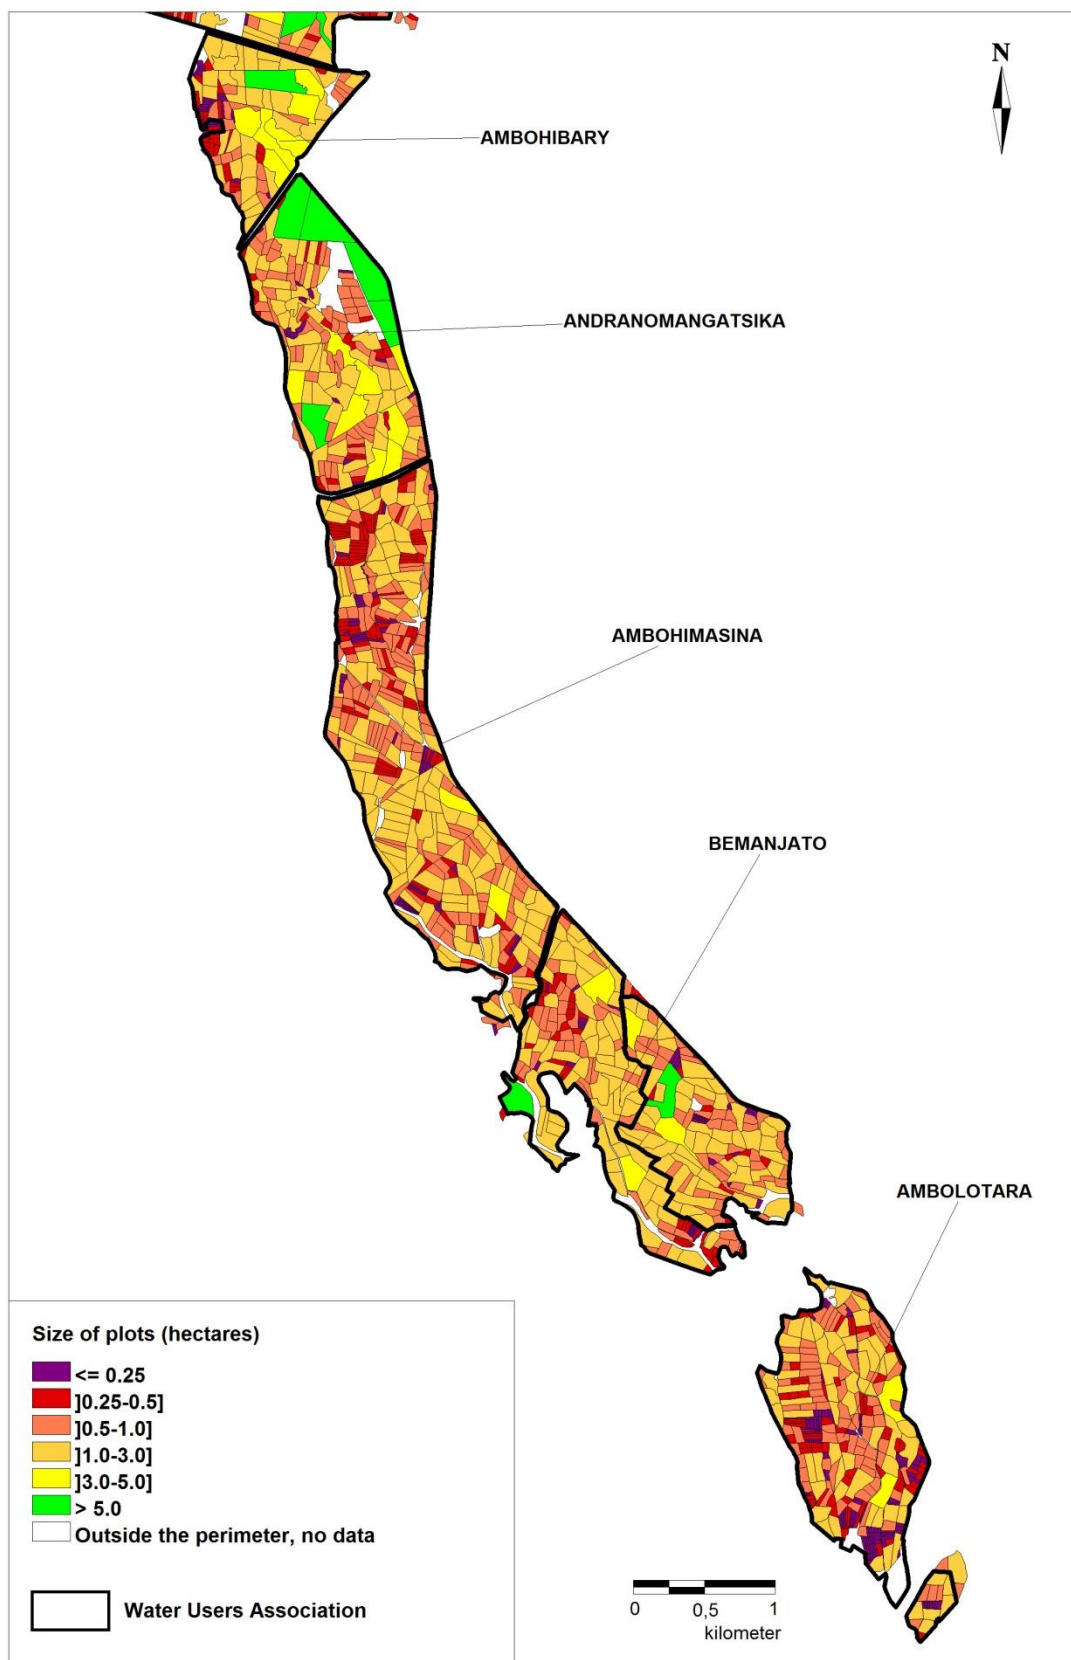 N
AMBOHIBARY
ANDRANOMANGATSIKA
AMBOHIMASINA
BEMANJATO
AMBOLOTARA
Size of plots (hectares)
<= 0.25
]0.25-0.5]
]0.5-1.0]
]1.0-3.0]
]3.0-5.0]
> 5.0
Outside the perimeter, no data
Water Users Association
0 0,5 1
kilometer